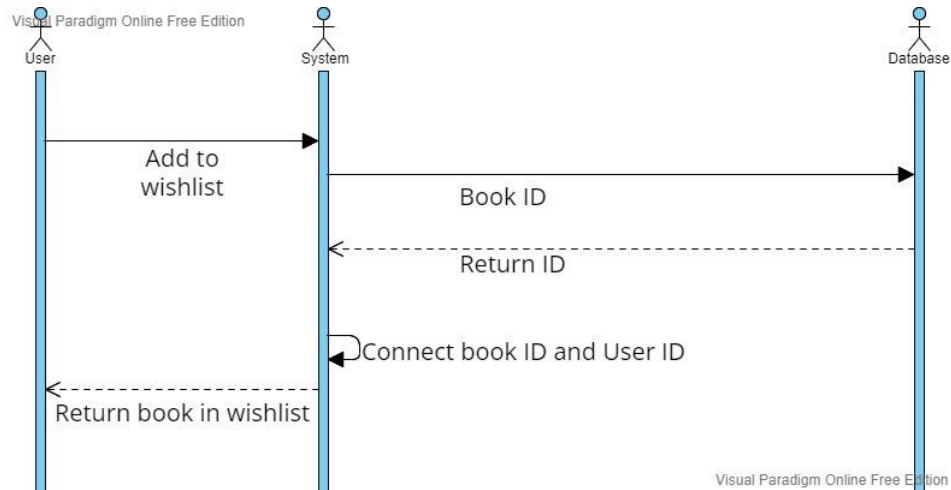 Visual Paradigm Online Free Edition
User
System
Database
Add to
wishlist
Book ID
Return ID
Connect book ID and User ID
Return book in wishlist
Visual Paradigm Online Free Edition